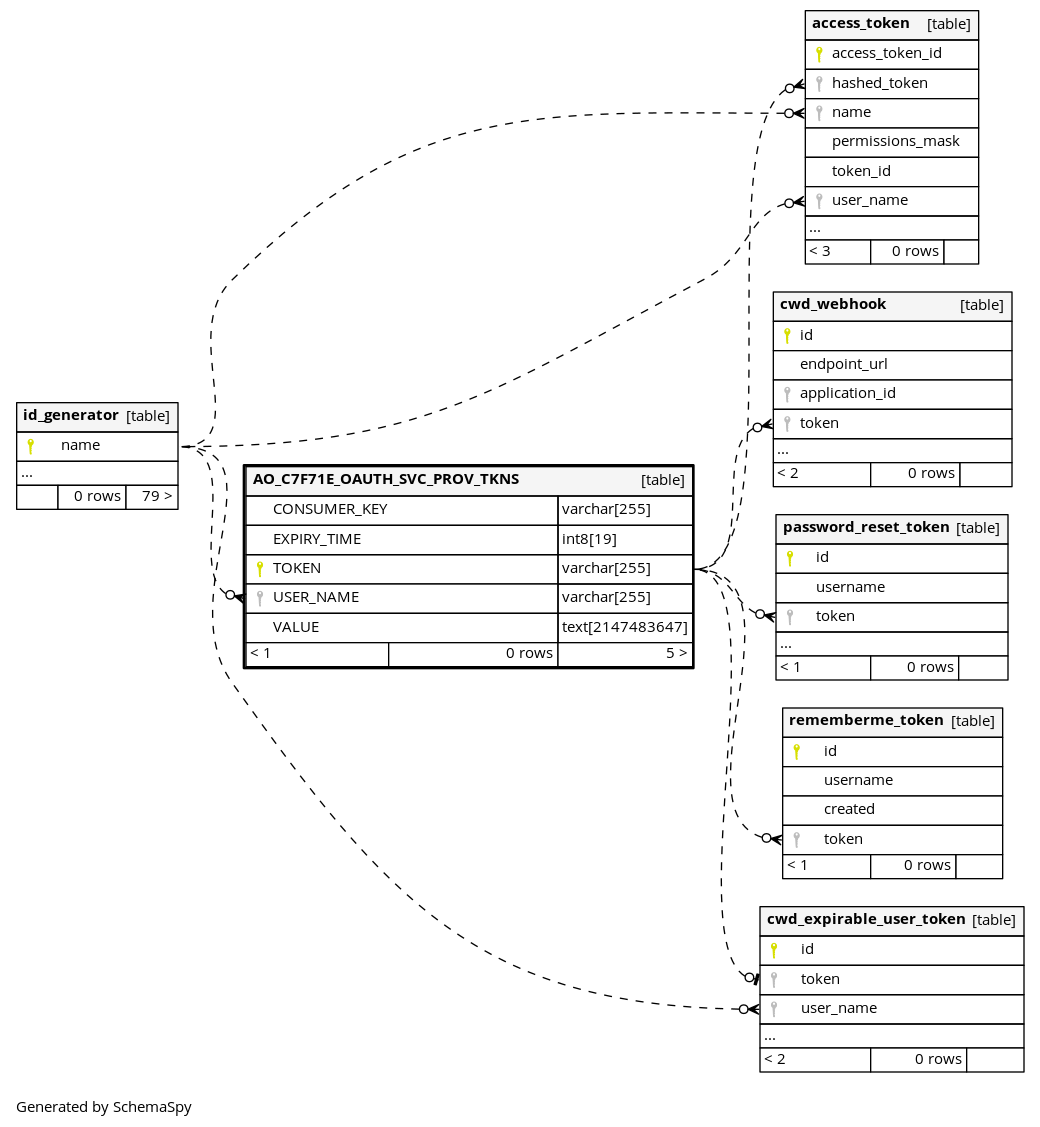 access_token [table]
access_token_id
hashed_token
name
permissions_mask
token_id
user_name
...
< 3 0 rows
cwd_webhook [table]
id
endpoint_url
application_id
token
...
< 2 0 rows
id_generator [table]
name
...
0 rows 79 >
AO_C7F71E_OAUTH_SVC_PROV_TKNS [table]
CONSUMER_KEY varchar[255]
EXPIRY_TIME int8[19]
TOKEN varchar[255]
USER_NAME varchar[255]
VALUE text[2147483647]
< 1 0 rows 5 >
password_reset_token [table]
id
username
token
...
< 1 0 rows
rememberme_token [table]
id
username
created
token
< 1 0 rows
cwd_expirable_user_token [table]
id
token
user_name
...
< 2 0 rows
Generated by SchemaSpy